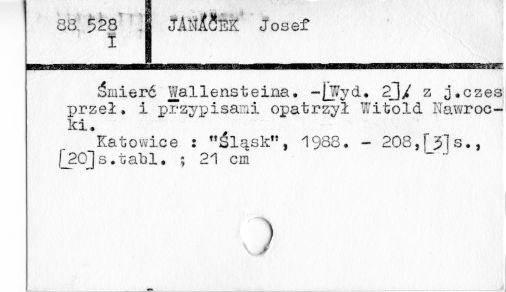 88 528 JANÁČEK Josef
I
Śmierć Wallensteina. -[Wyd. 2]/ z j.czes
przeł. i przypisami opatrzył Witold Nawroc-
ki.
Katowice : "Śląsk", 1988. - 208,[3]s.,
[20]s.tabl. ; 21 cm